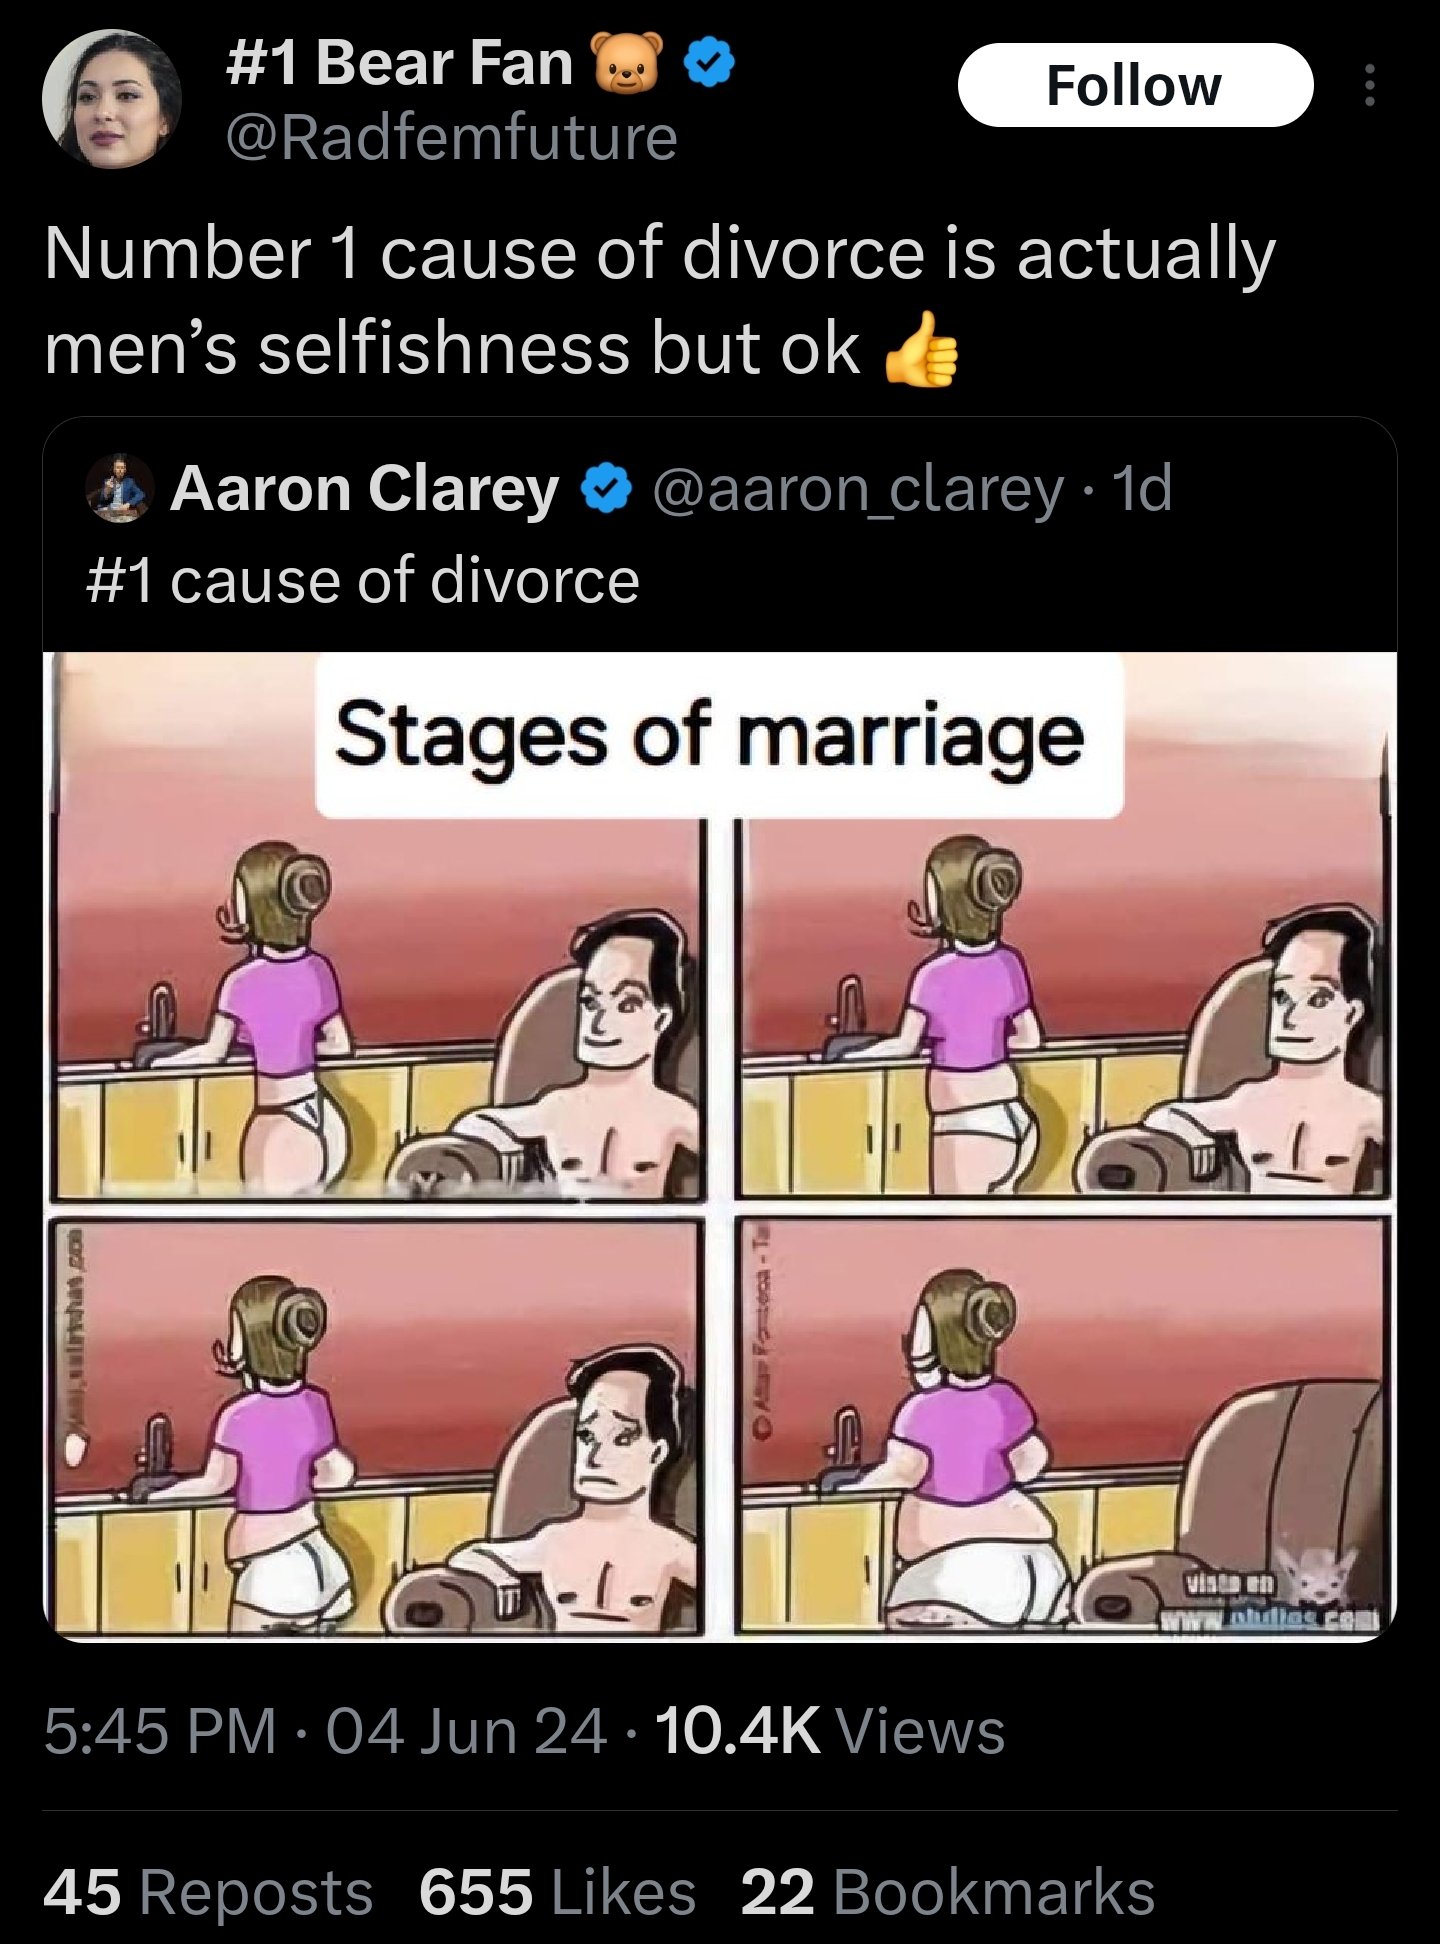 #1 Bear Fan 🐻
Follow
@Radfemfuture
Number 1 cause of divorce is actually
men’s selfishness but ok 👍
Aaron Clarey @aaron_clarey · 1d
#1 cause of divorce
Stages of marriage
visto en
5:45 PM · 04 Jun 24 · 10.4K Views
45 Reposts 655 Likes 22 Bookmarks